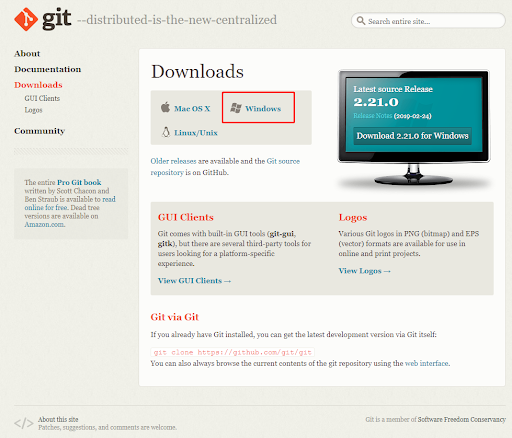 git --distributed-is-the-new-centralized
Search entire site...
About
Documentation
Downloads
GUI Clients
Logos
Community
The entire Pro Git book
written by Scott Chacon and
Ben Straub is available to read
online for free. Dead tree
versions are available on
Amazon.com.
Downloads
Mac OS X
Windows
Linux/Unix
Older releases are available and the Git source
repository is on GitHub.
Latest source Release
2.21.0
Release Notes (2019-02-24)
Download 2.21.0 for Windows
GUI Clients
Git comes with built-in GUI tools (git-gui,
gitk), but there are several third-party tools for
users looking for a platform-specific
experience.
View GUI Clients →
Logos
Various Git logos in PNG (bitmap) and EPS
(vector) formats are available for use in
online and print projects.
View Logos →
Git via Git
If you already have Git installed, you can get the latest development version via Git itself:
git clone https://github.com/git/git
You can also always browse the current contents of the git repository using the web interface.
About this site
Patches, suggestions, and comments are welcome.
Git is a member of Software Freedom Conservancy